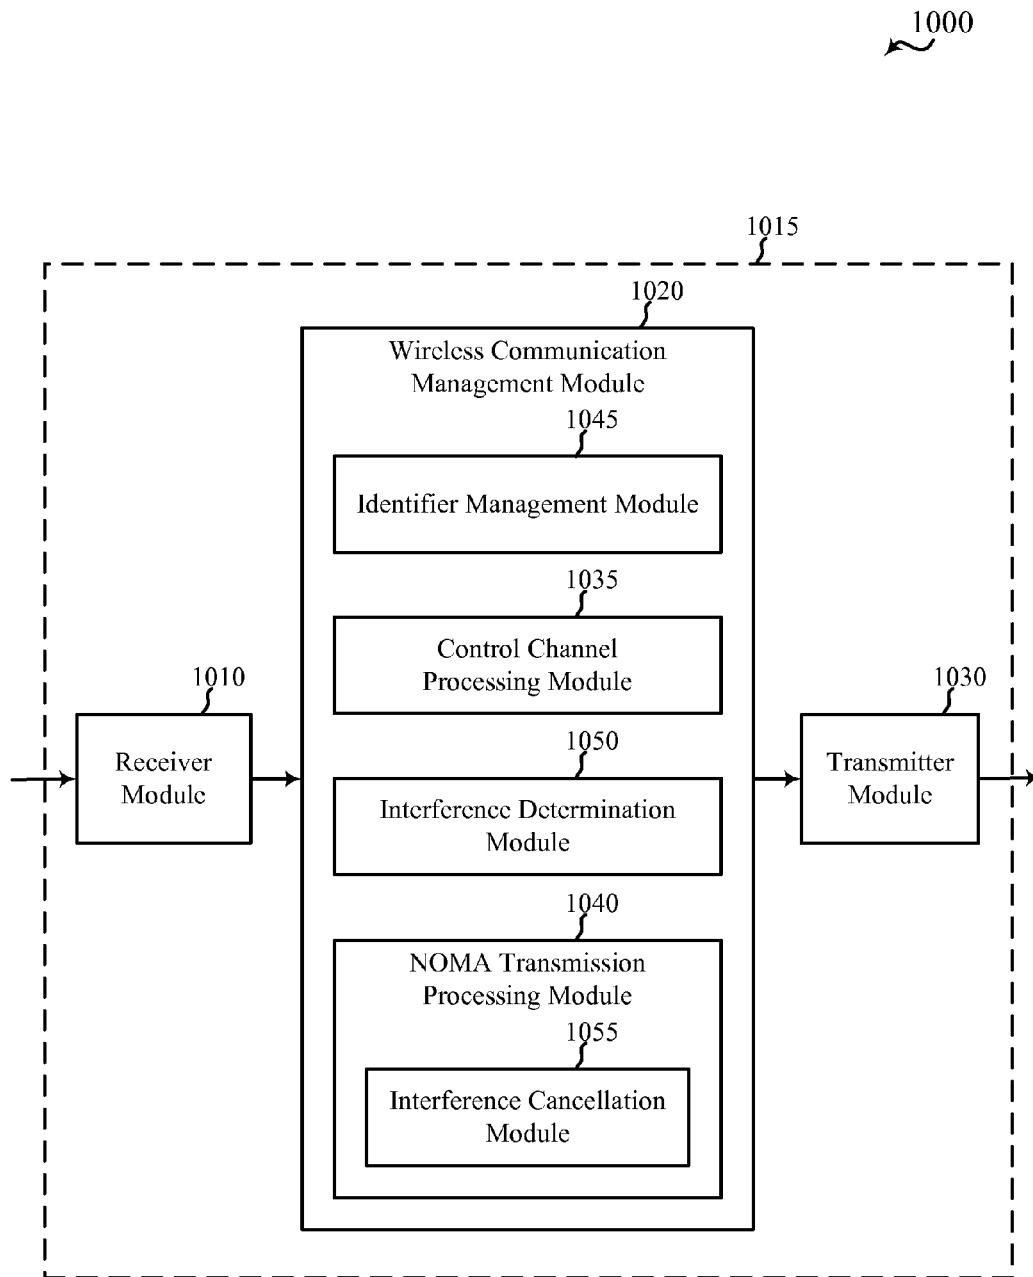 1000
1015
1020
Wireless Communication
Management Module
1045
Identifier Management Module
1035
Control Channel
Processing Module
1010
Receiver
Module
1050
Interference Determination
Module
1030
Transmitter
Module
1040
NOMA Transmission
Processing Module
1055
Interference Cancellation
Module